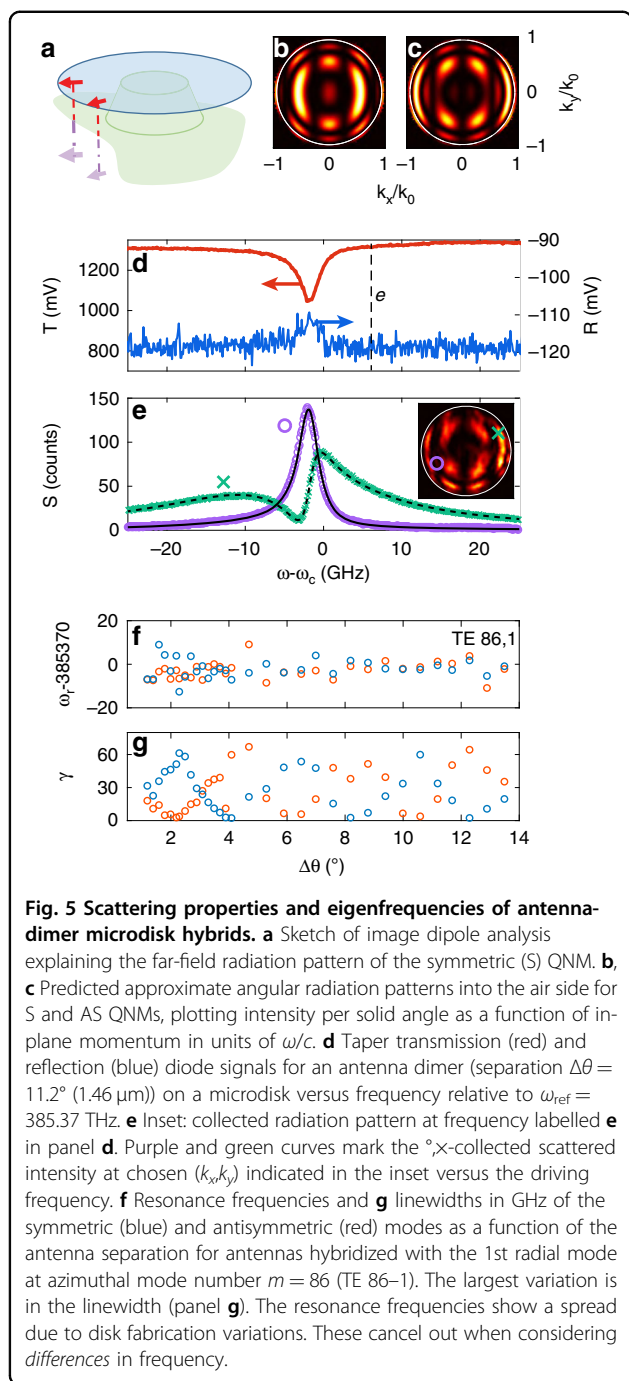 a
b
c
1
0
−1
ky/k0
−1 0 1 −1 0 1
kx/k0
d
e
1200
1000
800
T (mV)
−90
−100
−110
−120
R (mV)
e
150
100
50
0
S (counts)
−20 −10 0 10 20
ω-ωc (GHz)
f
TE 86,1
20
0
−20
ωr-385370
g
60
30
0
γ
2 4 6 8 10 12 14
Δθ (°)
Fig. 5 Scattering properties and eigenfrequencies of antenna-
dimer microdisk hybrids. a Sketch of image dipole analysis
explaining the far-field radiation pattern of the symmetric (S) QNM. b,
c Predicted approximate angular radiation patterns into the air side for
S and AS QNMs, plotting intensity per solid angle as a function of in-
plane momentum in units of ω/c. d Taper transmission (red) and
reflection (blue) diode signals for an antenna dimer (separation Δθ =
11.2° (1.46 μm)) on a microdisk versus frequency relative to ωref =
385.37 THz. e Inset: collected radiation pattern at frequency labelled e
in panel d. Purple and green curves mark the °,×-collected scattered
intensity at chosen (kx,ky) indicated in the inset versus the driving
frequency. f Resonance frequencies and g linewidths in GHz of the
symmetric (blue) and antisymmetric (red) modes as a function of the
antenna separation for antennas hybridized with the 1st radial mode
at azimuthal mode number m = 86 (TE 86–1). The largest variation is
in the linewidth (panel g). The resonance frequencies show a spread
due to disk fabrication variations. These cancel out when considering
differences in frequency.